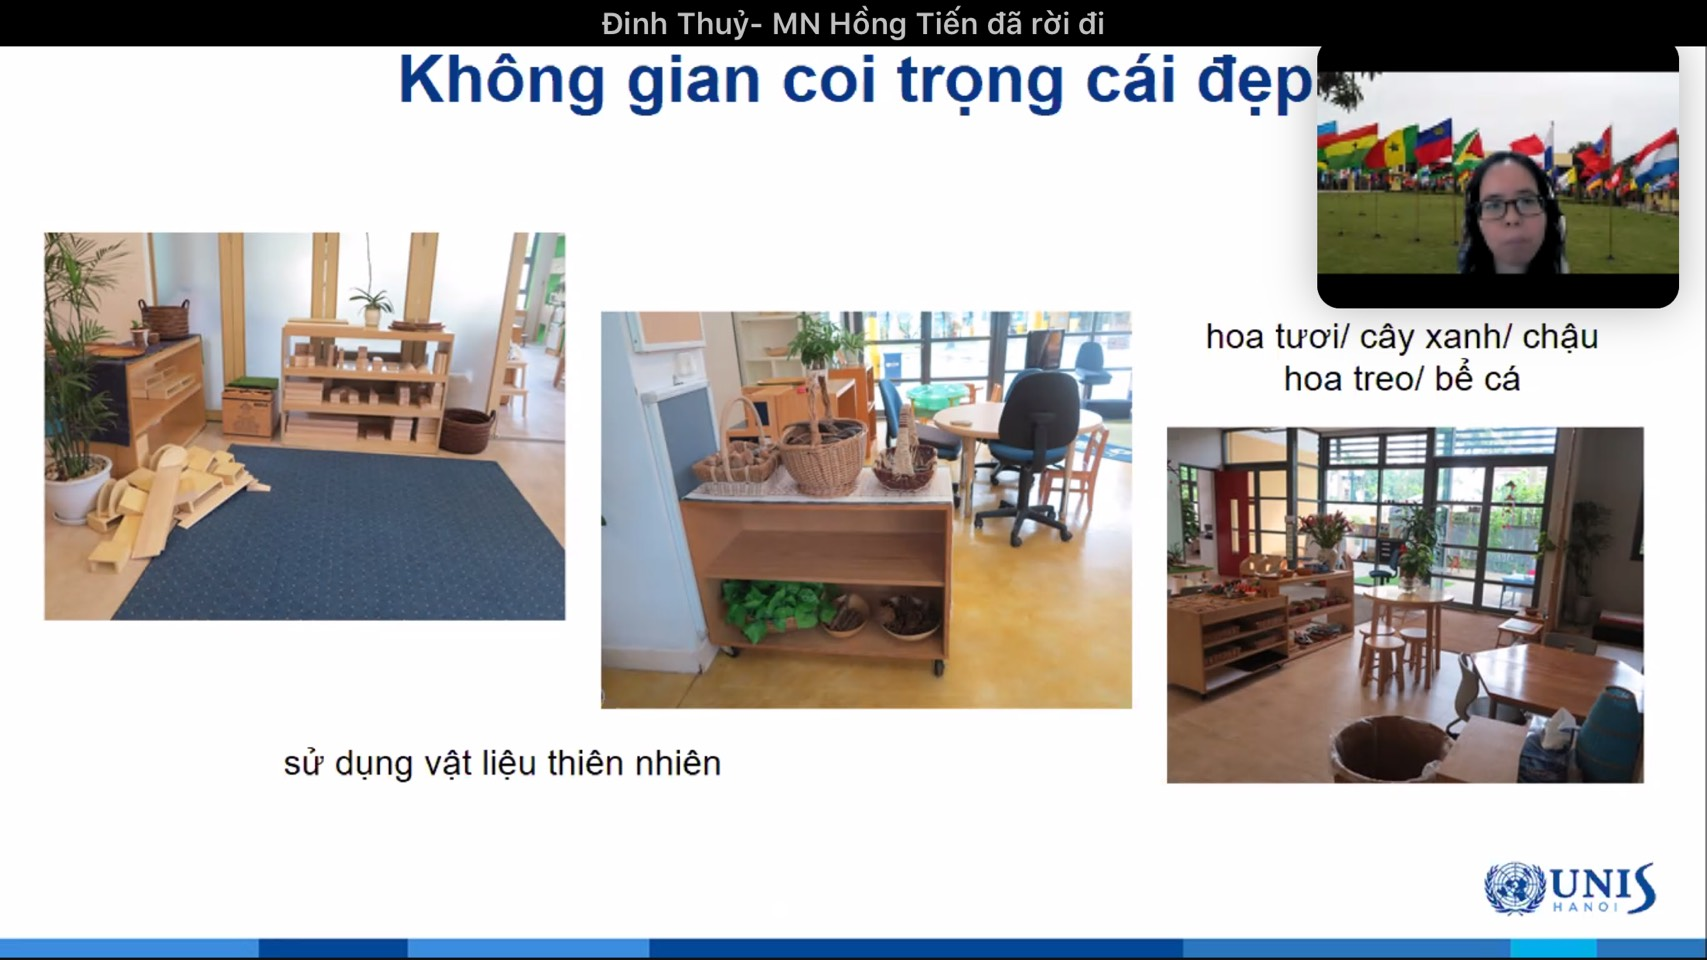 Đinh Thuỷ- MN Hồng Tiến đã rời đi
Không gian coi trọng cái đẹp
hoa tươi/ cây xanh/ chậu
hoa treo/ bể cá
sử dụng vật liệu thiên nhiên
UNIS
HANOI